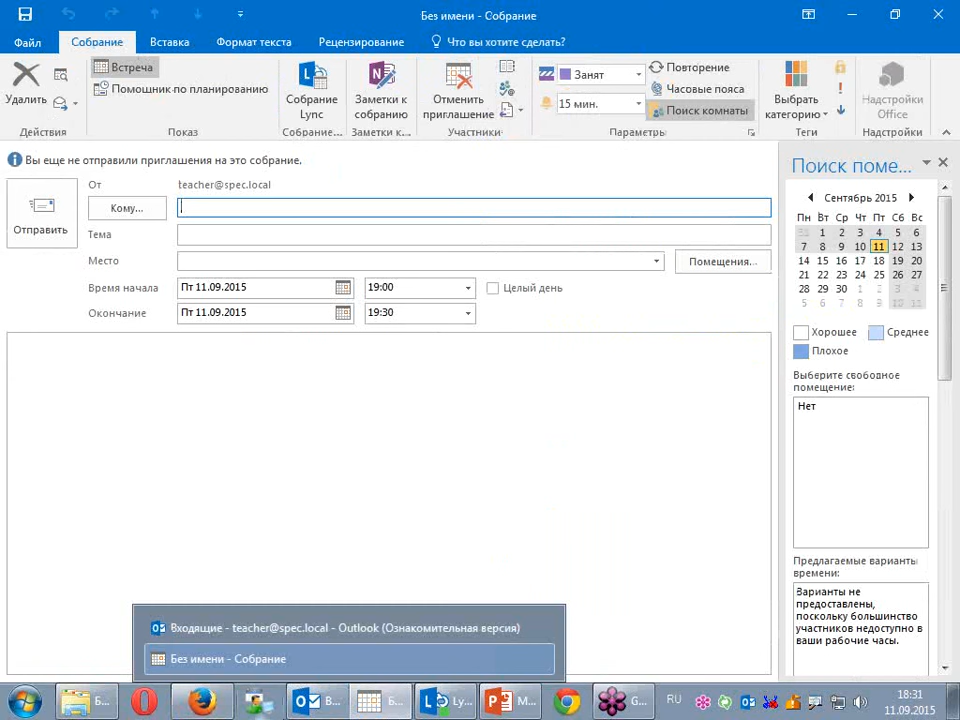 Без имени - Собрание
Файл Собрание Вставка Формат текста Рецензирование Что вы хотите сделать?
Удалить
Действия
Встреча
Помощник по планированию
Показ
Собрание Lync
Собрание...
Заметки к собранию
Заметки к...
Отменить приглашение
Участники
Занят
15 мин.
Повторение
Часовые пояса
Поиск комнаты
Параметры
Выбрать категорию
Теги
Надстройки Office
Надстройки
Вы еще не отправили приглашения на это собрание.
Отправить
От teacher@spec.local
Кому...
Тема
Место Помещения...
Время начала Пт 11.09.2015 19:00 Целый день
Окончание Пт 11.09.2015 19:30
Поиск поме...
Сентябрь 2015
Пн Вт Ср Чт Пт Сб Вс
31 1 2 3 4 5 6
7 8 9 10 11 12 13
14 15 16 17 18 19 20
21 22 23 24 25 26 27
28 29 30 1 2 3 4
5 6 7 8 9 10 11
Хорошее Среднее
Плохое
Выберите свободное
помещение:
Нет
Предлагаемые варианты
времени:
Варианты не
предоставлены,
поскольку большинство
участников недоступно в
ваши рабочие часы.
Входящие - teacher@spec.local - Outlook (Ознакомительная версия)
Без имени - Собрание
Б... В... Б... Ly... М... G... RU
18:31
11.09.2015